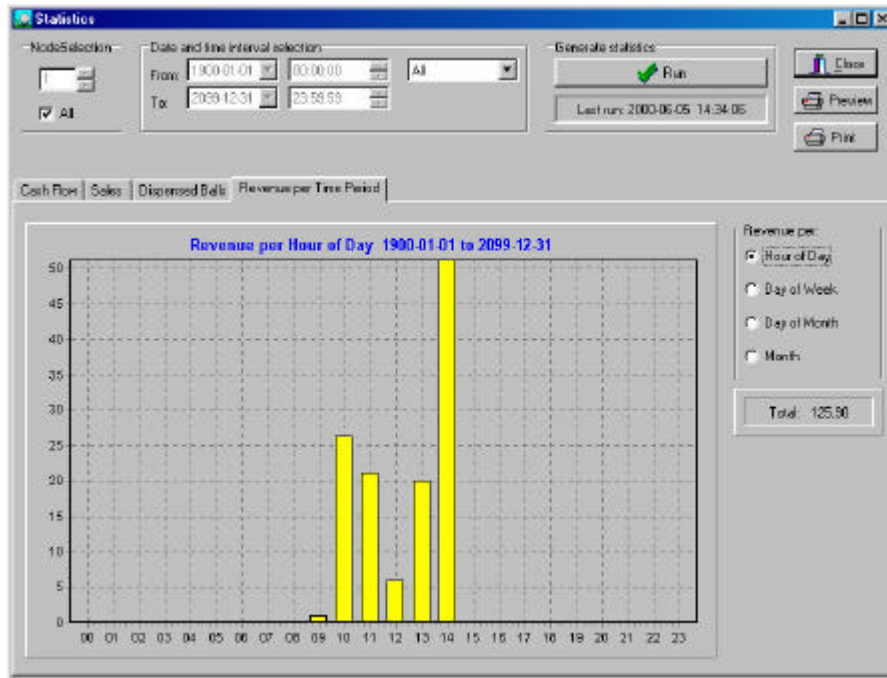 Statistics
NodeSelection
1
All
Date and time interval selection
From: 1900-01-01 00:00:00 All
To: 2099-12-31 23:59:59
Generate statistics
Run
Last run: 2000-06-05 14:34:06
Close
Preview
Print
Cash Flow Sales Dispensed Balls Revenue per Time Period
Revenue per Hour of Day 1900-01-01 to 2099-12-31
50
45
40
35
30
25
20
15
10
5
0
00 01 02 03 04 05 06 07 08 09 10 11 12 13 14 15 16 17 18 19 20 21 22 23
Revenue per:
Hour of Day
Day of Week
Day of Month
Month
Total: 125.90